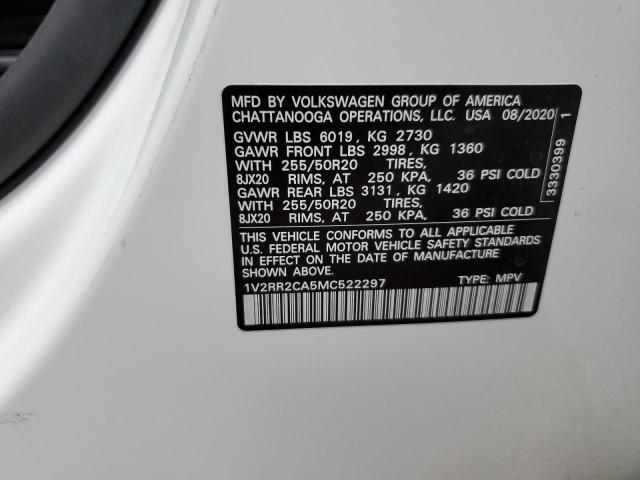 MFD BY VOLKSWAGEN GROUP OF AMERICA
CHATTANOOGA OPERATIONS, LLC. USA 08/2020
GVWR LBS 6019, KG 2730
GAWR FRONT LBS 2998, KG 1360
WITH 255/50R20 TIRES,
8JX20 RIMS, AT 250 KPA, 36 PSI COLD
GAWR REAR LBS 3131, KG 1420
WITH 255/50R20 TIRES,
8JX20 RIMS, AT 250 KPA, 36 PSI COLD
THIS VEHICLE CONFORMS TO ALL APPLICABLE
U.S. FEDERAL MOTOR VEHICLE SAFETY STANDARDS
IN EFFECT ON THE DATE OF MANUFACTURE
SHOWN ABOVE.
1V2RR2CA5MC522297 TYPE: MPV
3330399 1